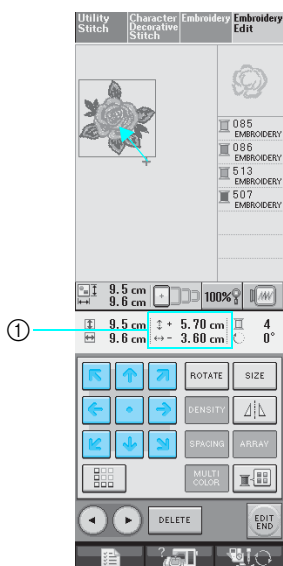 Utility Stitch
Character Decorative Stitch
Embroidery
Embroidery Edit
085
EMBROIDERY
086
EMBROIDERY
513
EMBROIDERY
507
EMBROIDERY
9.5 cm
9.6 cm
100%
①
9.5 cm + 5.70 cm 4
9.6 cm - 3.60 cm 0°
ROTATE SIZE
DENSITY
SPACING ARRAY
MULTI COLOR
DELETE
EDIT END